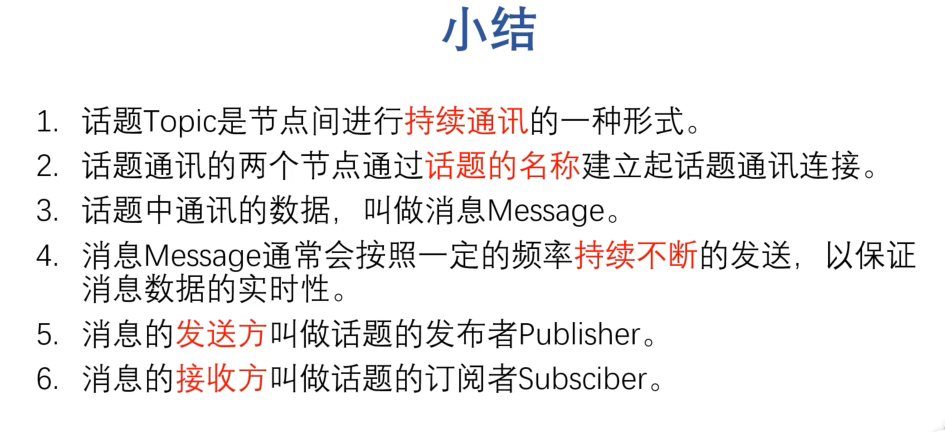 小结
1. 话题Topic是节点间进行持续通讯的一种形式。
2. 话题通讯的两个节点通过话题的名称建立起话题通讯连接。
3. 话题中通讯的数据，叫做消息Message。
4. 消息Message通常会按照一定的频率持续不断的发送，以保证
消息数据的实时性。
5. 消息的发送方叫做话题的发布者Publisher。
6. 消息的接收方叫做话题的订阅者Subsciber。